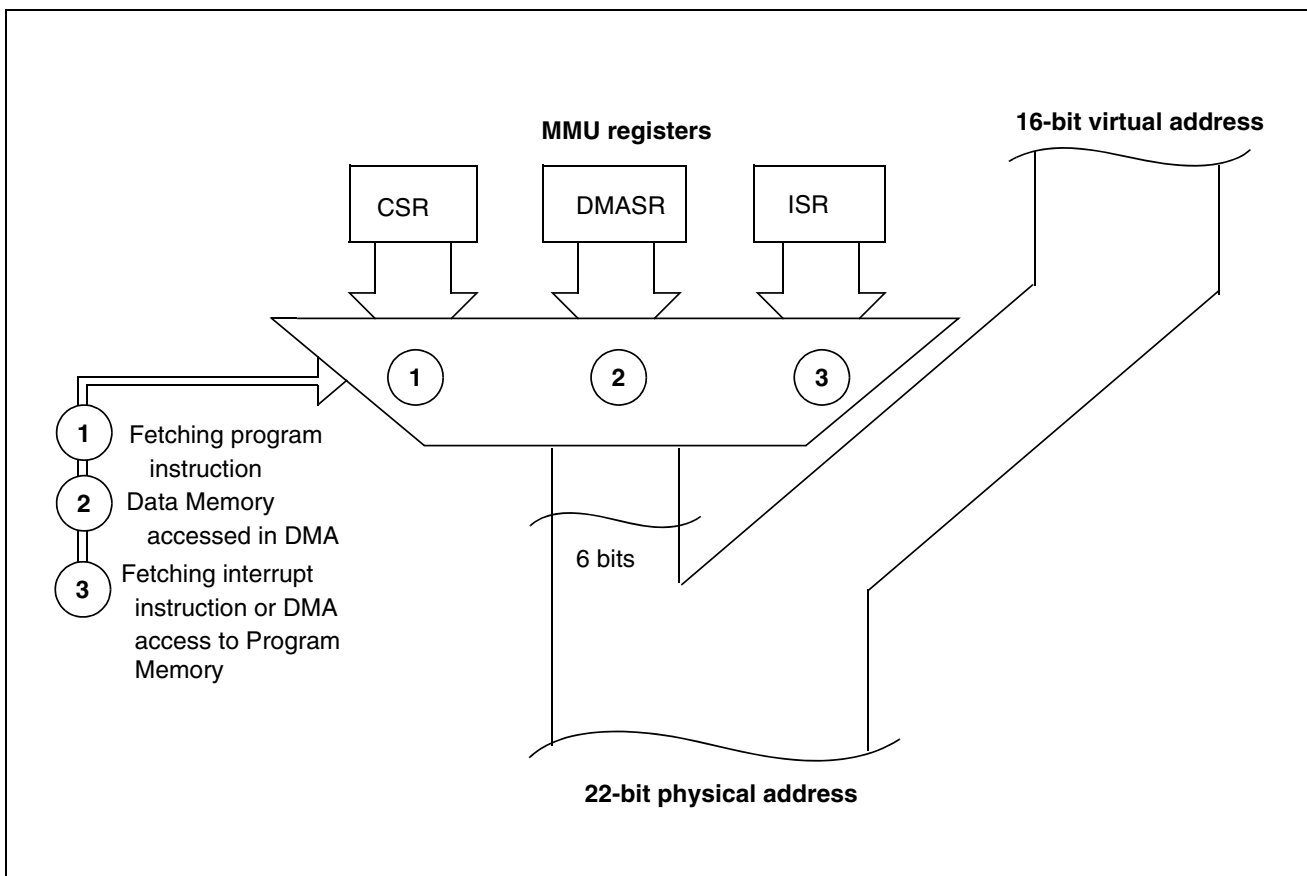 16-bit virtual address
MMU registers
CSR
DMASR
ISR
1
2
3
1
Fetching program
instruction
2
Data Memory
accessed in DMA
3
Fetching interrupt
instruction or DMA
access to Program
Memory
6 bits
22-bit physical address